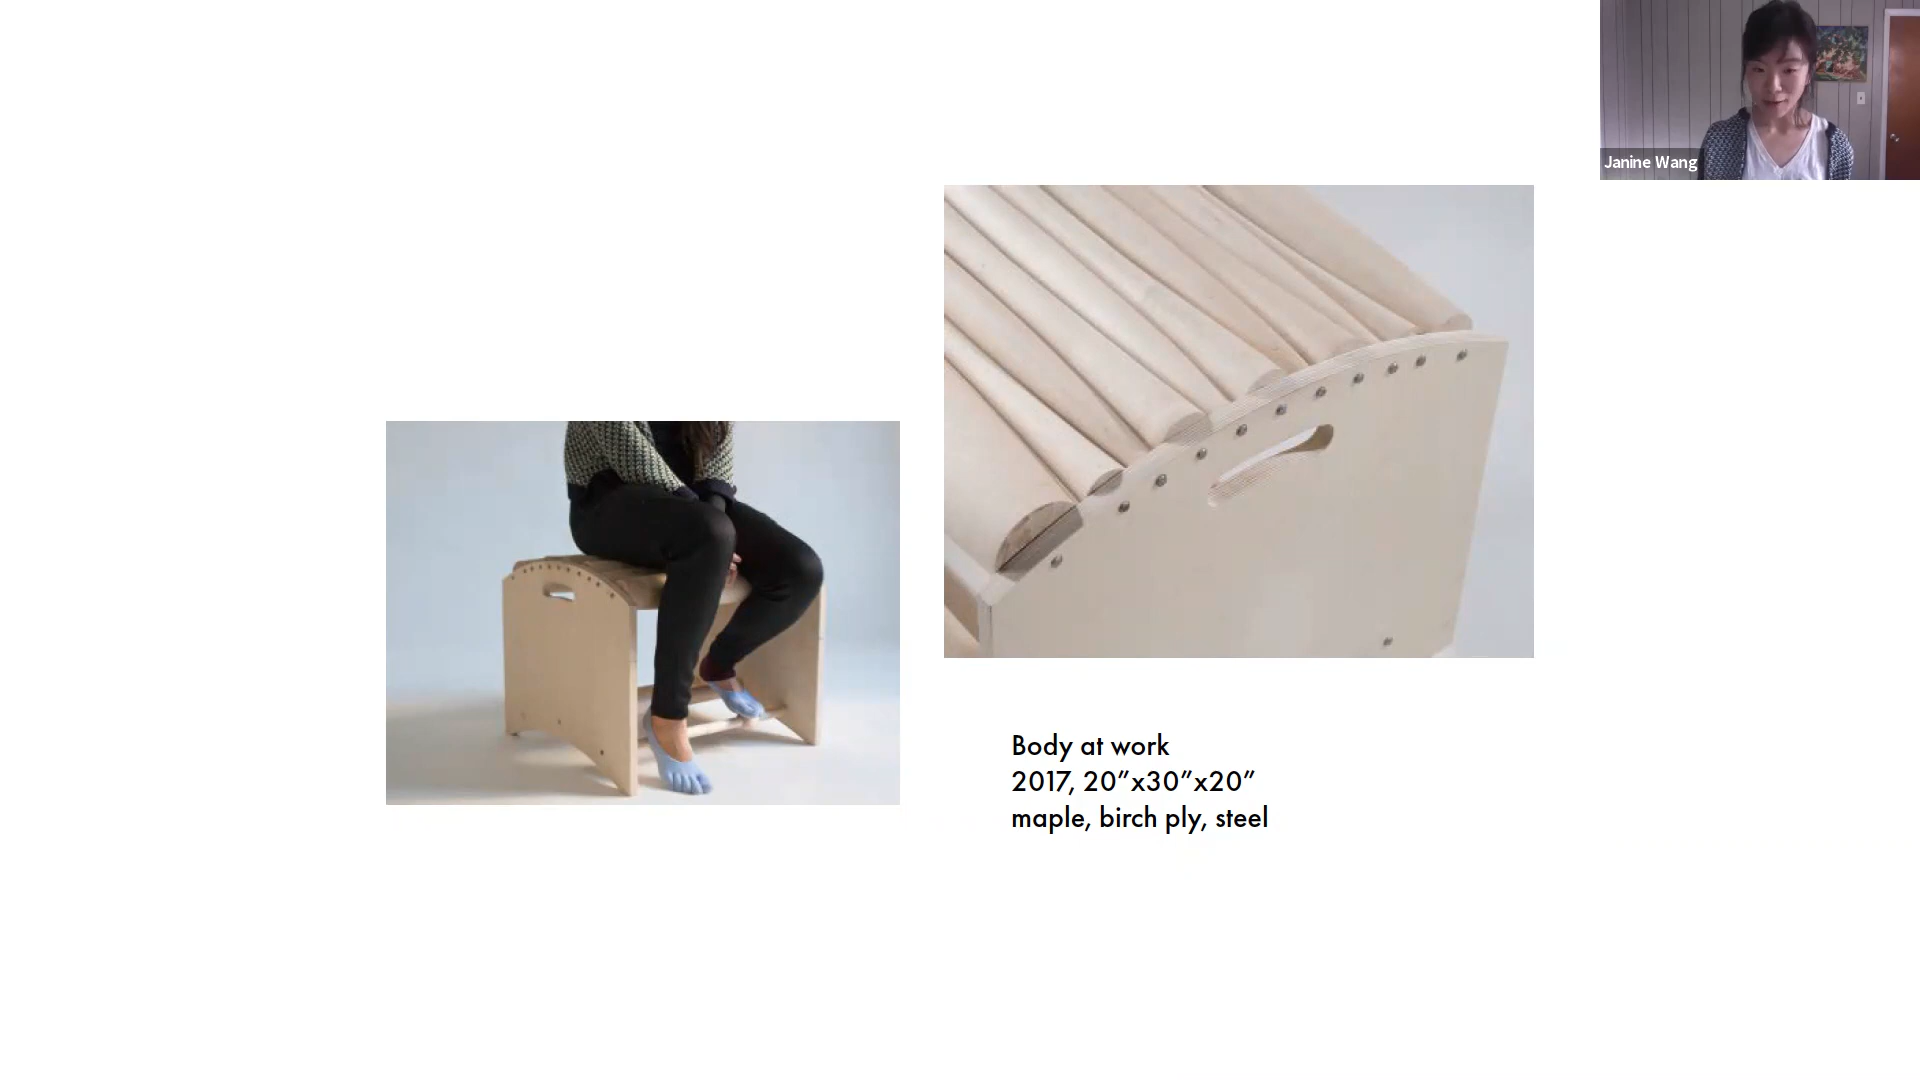 Janine Wang
Body at work
2017, 20”x30”x20”
maple, birch ply, steel